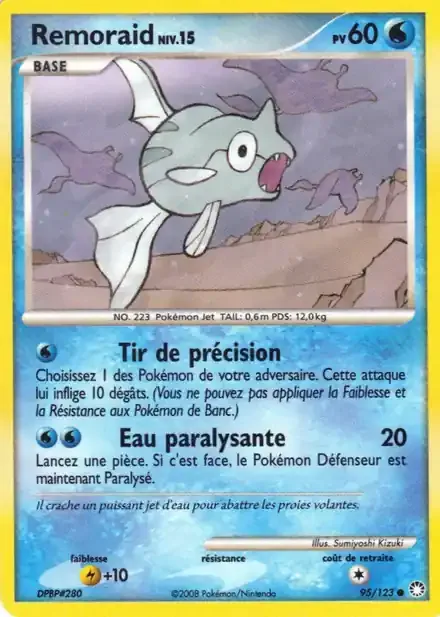 Remoraid NIV.15 PV 60
BASE
NO. 223 Pokémon Jet TAIL: 0,6m PDS: 12,0kg
Tir de précision
Choisissez 1 des Pokémon de votre adversaire. Cette attaque
lui inflige 10 dégâts. (Vous ne pouvez pas appliquer la Faiblesse et
la Résistance aux Pokémon de Banc.)
Eau paralysante 20
Lancez une pièce. Si c'est face, le Pokémon Défenseur est
maintenant Paralysé.
Il crache un puissant jet d'eau pour abattre les proies volantes.
Illus. Sumiyoshi Kizuki
faiblesse résistance coût de retraite
+10
DPBP#280 ©2008 Pokémon/Nintendo 95/123